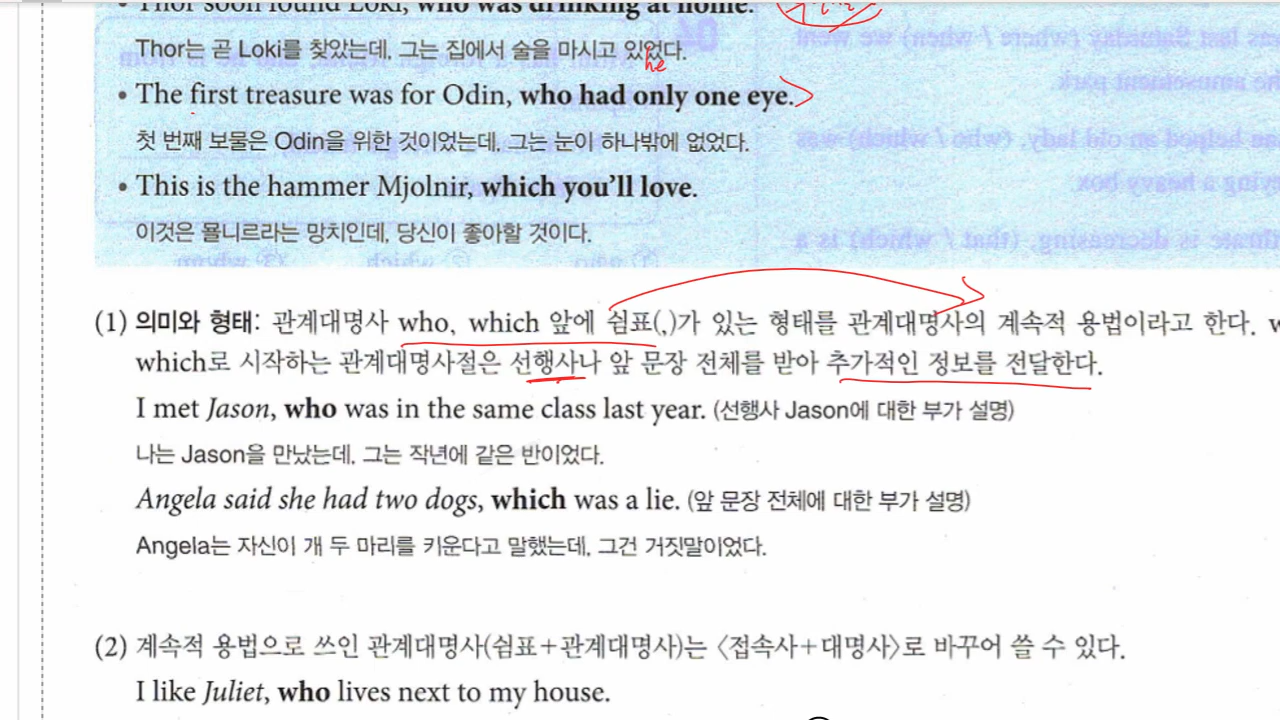 • Thor soon found Loki, who was drinking at home.
Thor는 곧 Loki를 찾았는데, 그는 집에서 술을 마시고 있었다.
he
• The first treasure was for Odin, who had only one eye.
첫 번째 보물은 Odin을 위한 것이었는데, 그는 눈이 하나밖에 없었다.
• This is the hammer Mjolnir, which you'll love.
이것은 묠니르라는 망치인데, 당신이 좋아할 것이다.
(1) 의미와 형태: 관계대명사 who, which 앞에 쉼표(,)가 있는 형태를 관계대명사의 계속적 용법이라고 한다.
which로 시작하는 관계대명사절은 선행사나 앞 문장 전체를 받아 추가적인 정보를 전달한다.
I met Jason, who was in the same class last year. (선행사 Jason에 대한 부가 설명)
나는 Jason을 만났는데, 그는 작년에 같은 반이었다.
Angela said she had two dogs, which was a lie. (앞 문장 전체에 대한 부가 설명)
Angela는 자신이 개 두 마리를 키운다고 말했는데, 그건 거짓말이었다.
(2) 계속적 용법으로 쓰인 관계대명사(쉼표+관계대명사)는 〈접속사+대명사〉로 바꾸어 쓸 수 있다.
I like Juliet, who lives next to my house.